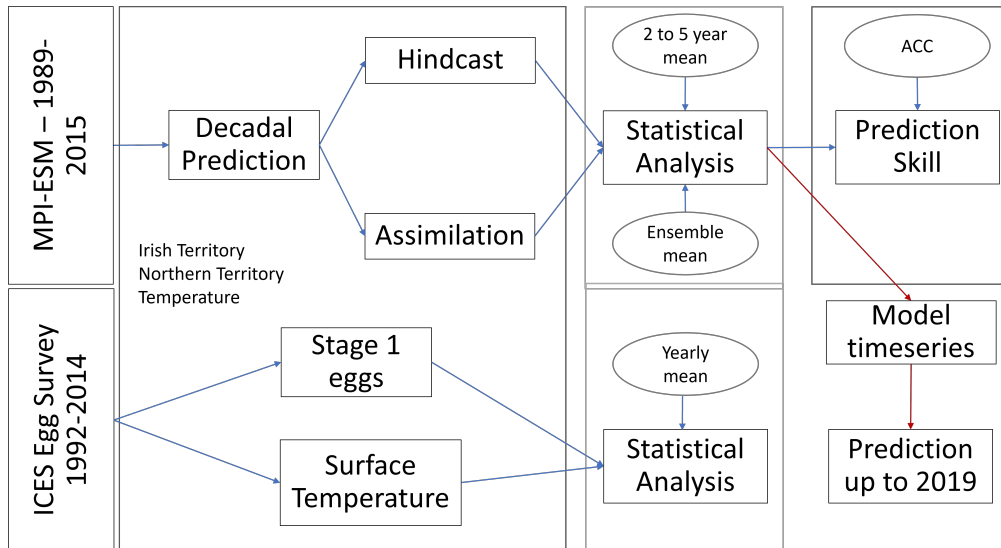 MPI-ESM – 1989-
2015
Decadal
Prediction
Hindcast
Assimilation
Irish Territory
Northern Territory
Temperature
2 to 5 year
mean
Statistical
Analysis
Ensemble
mean
ACC
Prediction
Skill
ICES Egg Survey
1992-2014
Stage 1
eggs
Surface
Temperature
Yearly
mean
Statistical
Analysis
Model
timeseries
Prediction
up to 2019